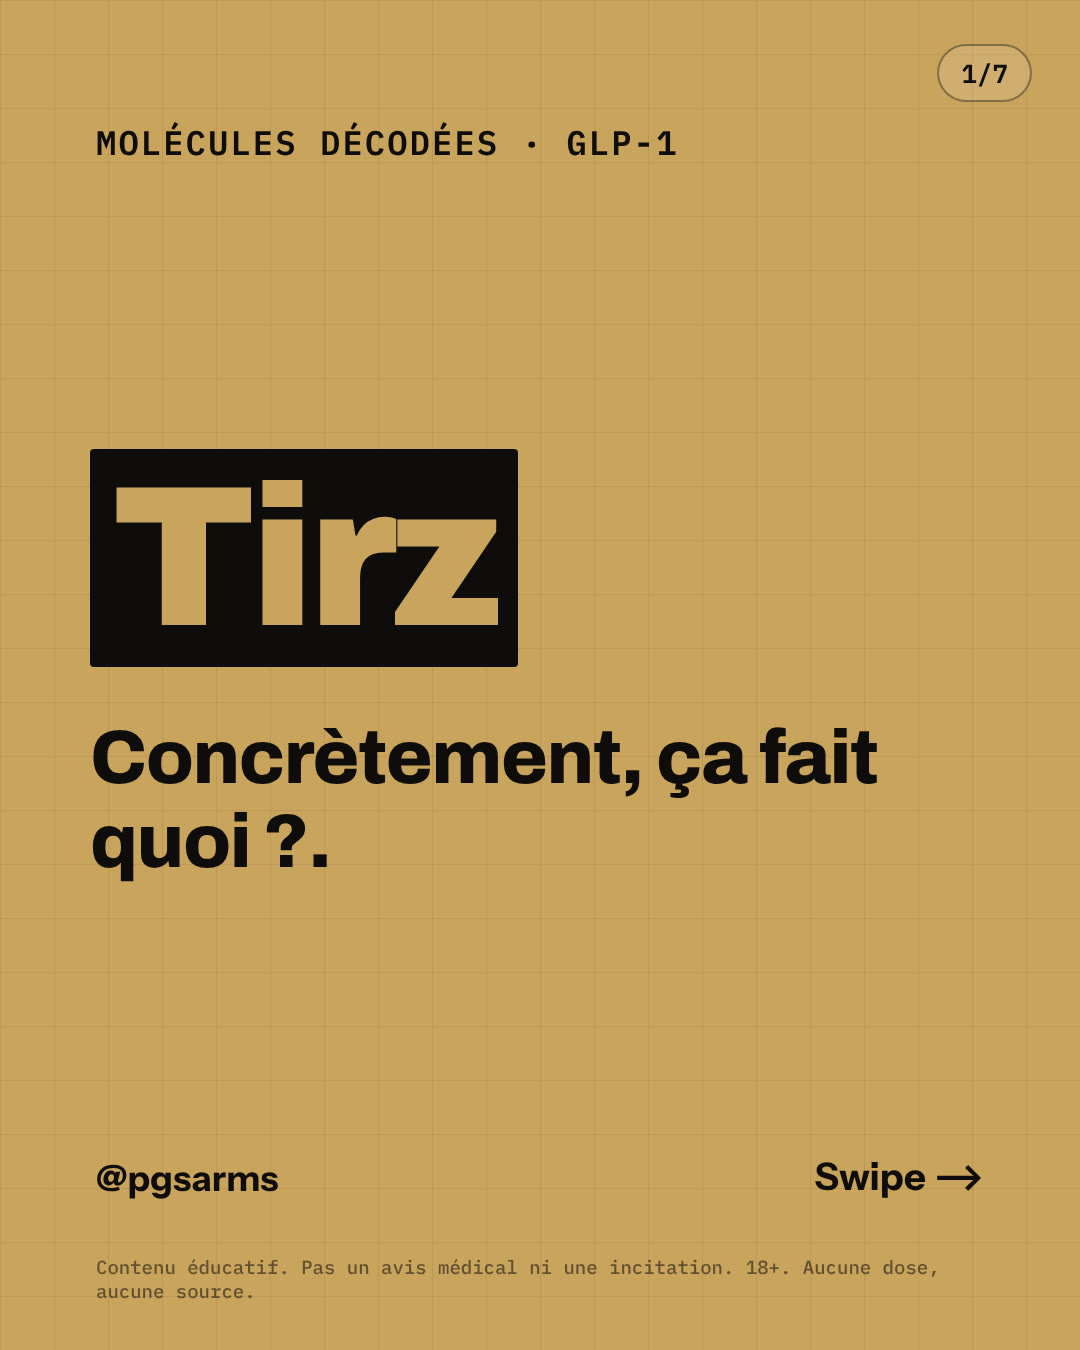 1/7
MOLÉCULES DÉCODÉES · GLP-1
Tirz
Concrètement, ça fait
quoi ?.
@pgsarms
Swipe →
Contenu éducatif. Pas un avis médical ni une incitation. 18+. Aucune dose,
aucune source.